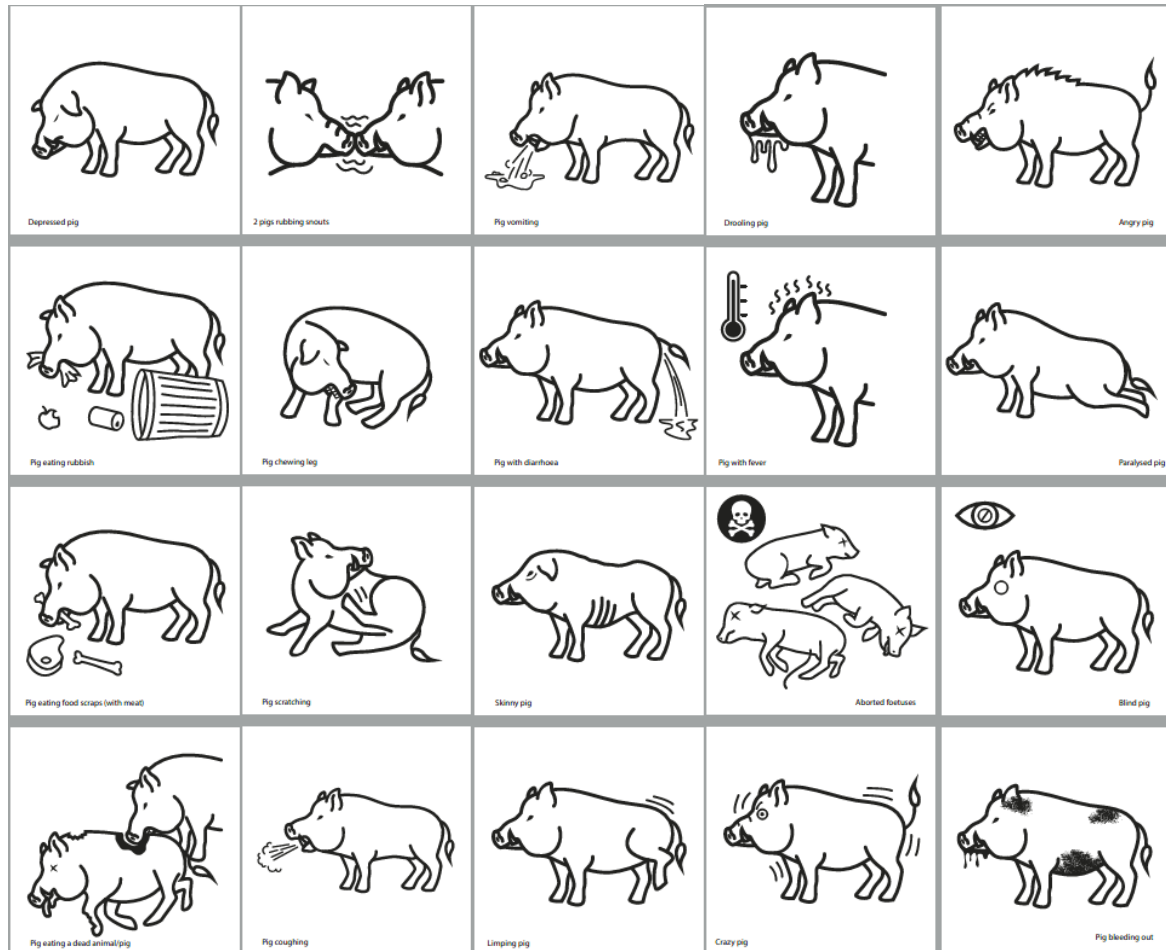 Depressed pig
2 pigs rubbing snouts
Pig vomiting
Drooling pig
Angry pig
Pig eating rubbish
Pig chewing leg
Pig with diarrhoea
Pig with fever
Paralysed pig
Pig eating food scraps (with meat)
Pig scratching
Skinny pig
Aborted foetuses
Blind pig
Pig eating a dead animal/pig
Pig coughing
Limping pig
Crazy pig
Pig bleeding out